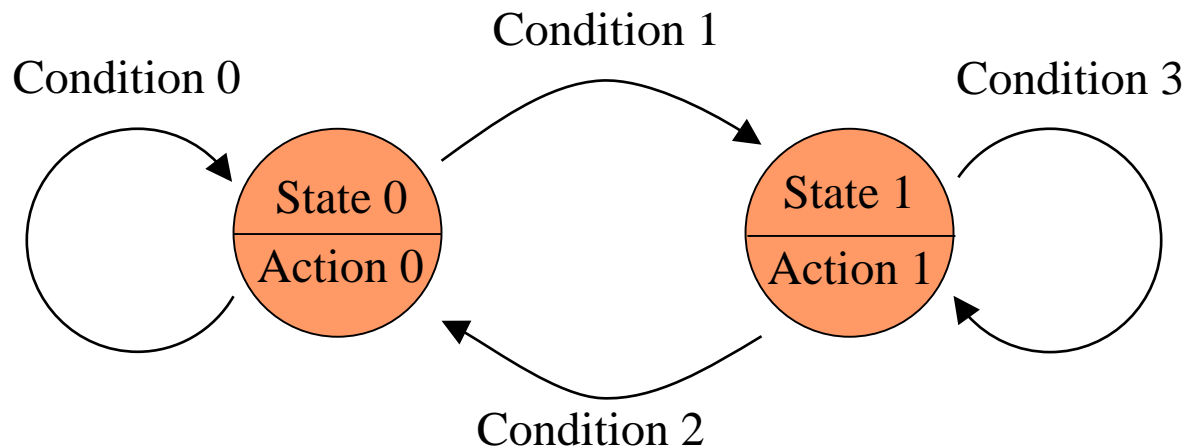 Condition 1
Condition 0
Condition 3
State 0
Action 0
State 1
Action 1
Condition 2